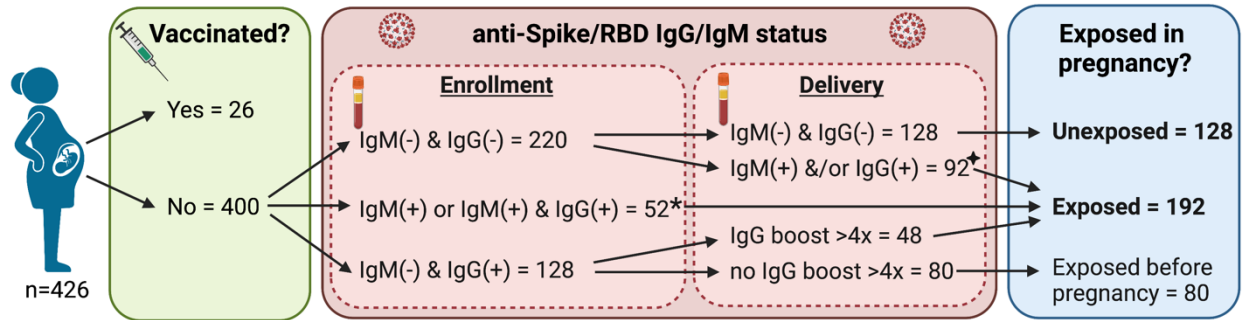 Vaccinated?
Yes = 26
No = 400
n=426
anti-Spike/RBD IgG/IgM status
Enrollment
IgM(-) & IgG(-) = 220
IgM(+) or IgM(+) & IgG(+) = 52*
IgM(-) & IgG(+) = 128
Delivery
IgM(-) & IgG(-) = 128
IgM(+) &/or IgG(+) = 92✦
IgG boost >4x = 48
no IgG boost >4x = 80
Exposed in
pregnancy?
Unexposed = 128
Exposed = 192
Exposed before
pregnancy = 80